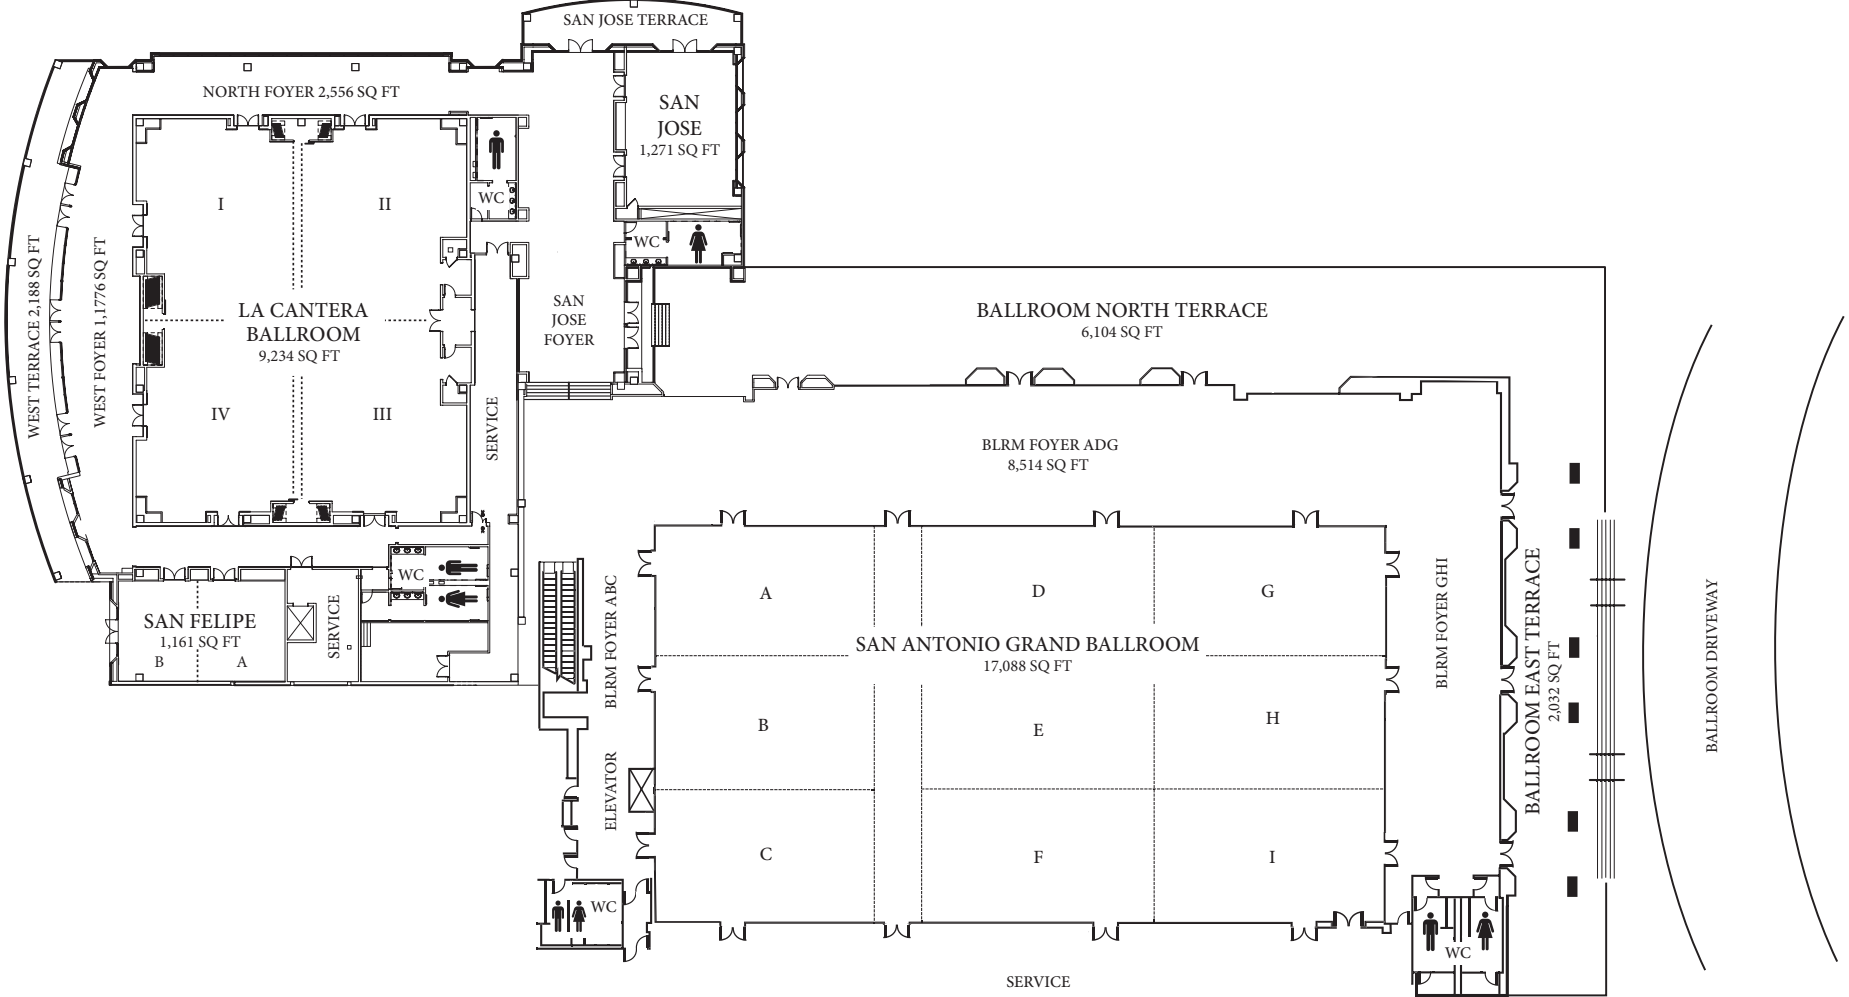 SAN JOSE TERRACE
NORTH FOYER 2,556 SQ FT
SAN
JOSE
1,271 SQ FT
I
II
WC
WC
WEST TERRACE 2,188 SQ FT
WEST FOYER 1,1776 SQ FT
LA CANTERA
BALLROOM
9,234 SQ FT
SAN
JOSE
FOYER
BALLROOM NORTH TERRACE
6,104 SQ FT
IV
III
SERVICE
BLRM FOYER ADG
8,514 SQ FT
WC
SAN FELIPE
1,161 SQ FT
B
A
SERVICE
BLRM FOYER ABC
ELEVATOR
A
D
G
SAN ANTONIO GRAND BALLROOM
17,088 SQ FT
B
E
H
C
F
I
BLRM FOYER GHI
BALLROOM EAST TERRACE
2,032 SQ FT
BALLROOM DRIVEWAY
WC
WC
SERVICE